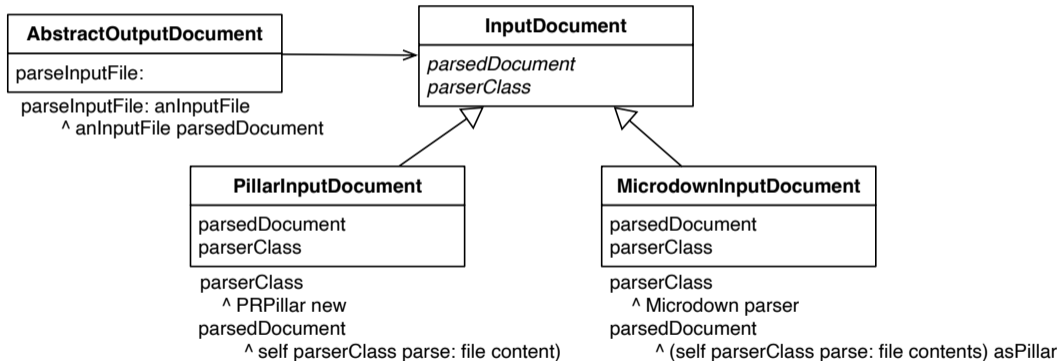 AbstractOutputDocument
parseInputFile:
parseInputFile: anInputFile
^ anInputFile parsedDocument
InputDocument
parsedDocument
parserClass
PillarInputDocument
parsedDocument
parserClass
parserClass
^ PRPillar new
parsedDocument
^ self parserClass parse: file content)
MicrodownInputDocument
parsedDocument
parserClass
parserClass
^ Microdown parser
parsedDocument
^ (self parserClass parse: file contents) asPillar